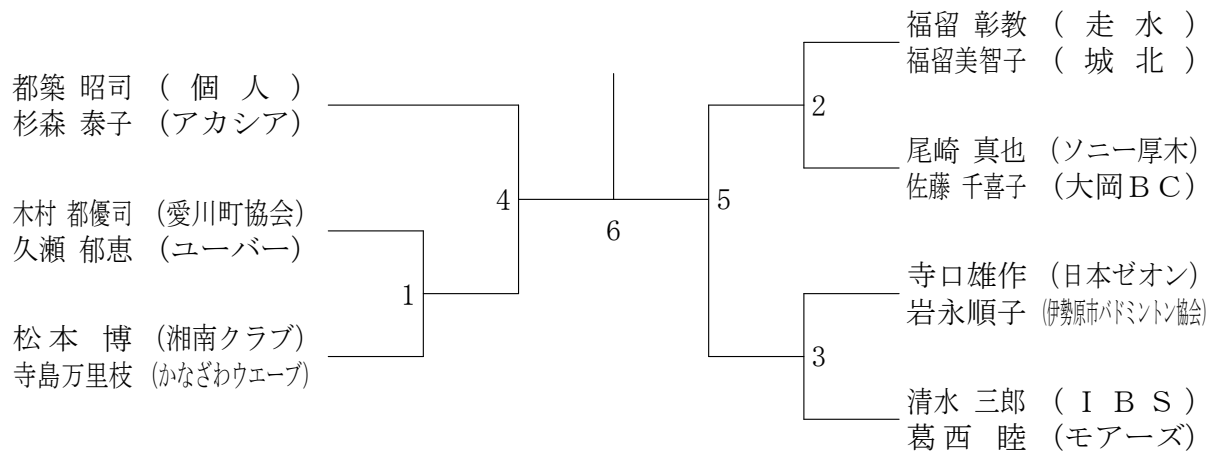 都築 昭司 ( 個 人 )
杉森 泰子 (アカシア)
木村 都優司 (愛川町協会)
久瀬 郁恵 (ユーバー)
松本 博 (湘南クラブ)
寺島万里枝 (かなざわウエーブ)
1
4
6
5
2
3
福留 彰教 ( 走 水 )
福留美智子 ( 城 北 )
尾崎 真也 (ソニー厚木)
佐藤 千喜子 (大岡BC)
寺口雄作 (日本ゼオン)
岩永順子 (伊勢原市バドミントン協会)
清水 三郎 ( I B S )
葛西 睦 (モアーズ)